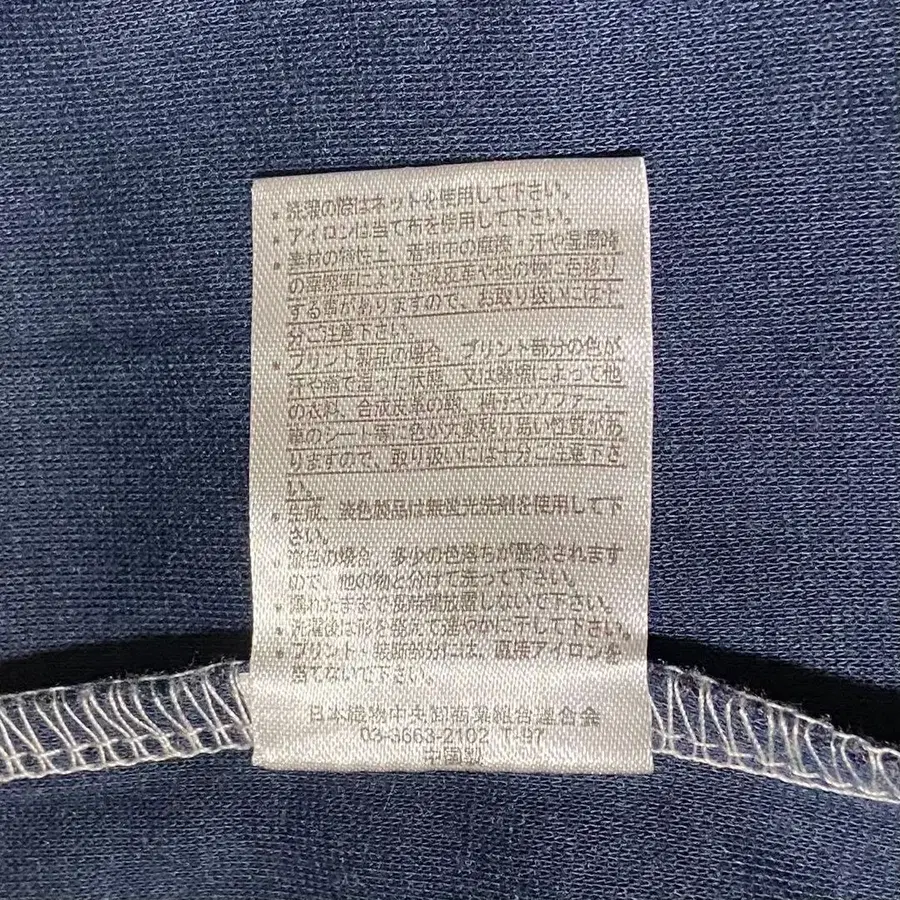 ＊洗濯の際はネットを使用して下さい。
＊アイロンは当て布を使用して下さい。
＊素材の特性上、着用中の摩擦・汗や湿潤時
の摩擦等により合成皮革や他の物に色移り
する事がありますので、お取り扱いには十
分ご注意下さい。
＊プリント製品の場合、プリント部分の色が
汗や雨で湿った状態、又は摩擦によって他
の衣料、合成皮革の鞄、椅子やソファー、
車のシート等に色が大変移り易い性質があ
りますので、取り扱いには十分ご注意下さ
い。
＊生成、淡色製品は無蛍光洗剤を使用して下
さい。
＊濃色の場合、多少の色落ちが懸念されます
ので、他の物と分けて洗って下さい。
＊濡れたままで長時間放置しないで下さい。
＊洗濯後は形を整えて速やかに干して下さい。
＊プリント・装飾部分には、直接アイロンを
当てないで下さい。
日本織物中央卸商業組合連合会
03-3663-2102 T-97
中国製